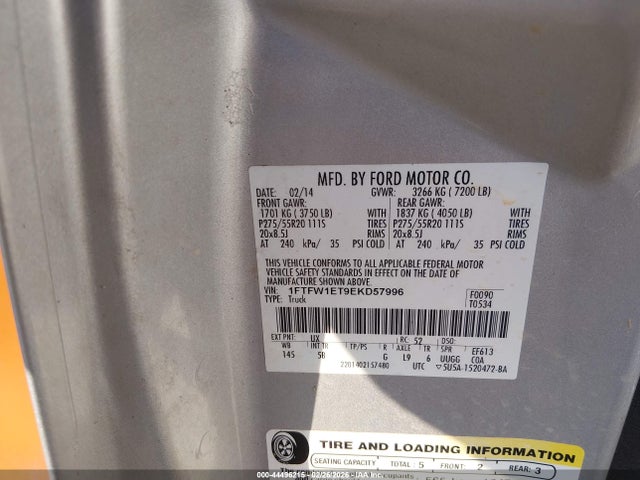 MFD. BY FORD MOTOR CO.
DATE: 02/14 GVWR: 3266 KG ( 7200 LB)
FRONT GAWR: REAR GAWR:
1701 KG ( 3750 LB) WITH 1837 KG ( 4050 LB) WITH
P275/55R20 111S TIRES P275/55R20 111S TIRES
20x8.5J RIMS 20x8.5J RIMS
AT 240 kPa/ 35 PSI COLD AT 240 kPa/ 35 PSI COLD
THIS VEHICLE CONFORMS TO ALL APPLICABLE FEDERAL MOTOR
VEHICLE SAFETY STANDARDS IN EFFECT ON THE DATE OF
MANUFACTURE SHOWN ABOVE.
VIN: 1FTFW1ET9EKD57996 F0090
TYPE: Truck T0534
EXT PNT: UX RC: 52 DSO:
WB INT TR TP/PS R AXLE TR SPR EF613
145 5B G L9 6 UUGG COA
2201402157480 UTC ▽5U5A-1520472-BA
TIRE AND LOADING INFORMATION
SEATING CAPACITY TOTAL: 5 FRONT: 2 REAR: 3
000-44496215 - 02/26/2026 - IAAI.com